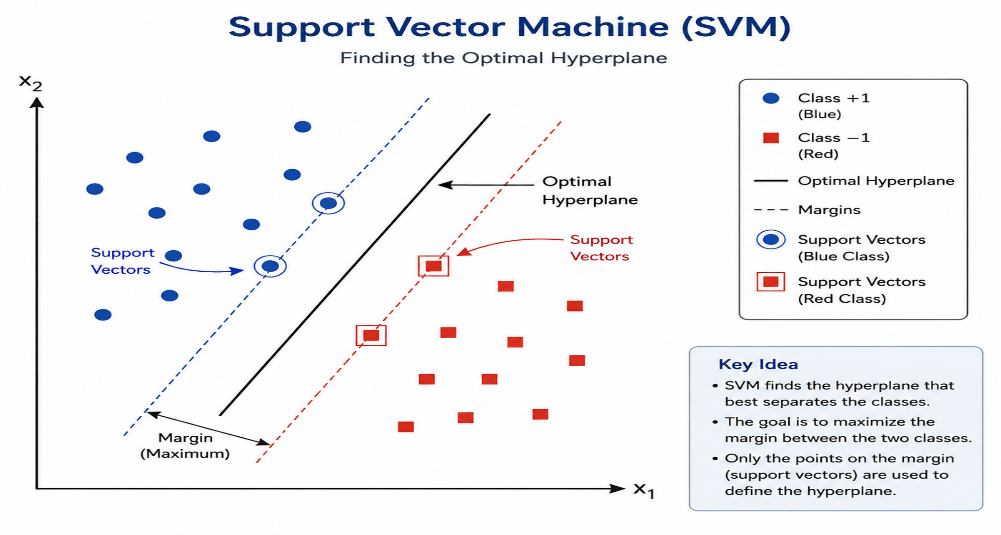 Support Vector Machine (SVM)
Finding the Optimal Hyperplane
x₂
Optimal
Hyperplane
Support
Vectors
Support
Vectors
Margin
(Maximum)
x₁
Class +1
(Blue)
Class −1
(Red)
Optimal Hyperplane
Margins
Support Vectors
(Blue Class)
Support Vectors
(Red Class)
Key Idea
• SVM finds the hyperplane that
best separates the classes.
• The goal is to maximize the
margin between the two classes.
• Only the points on the margin
(support vectors) are used to
define the hyperplane.